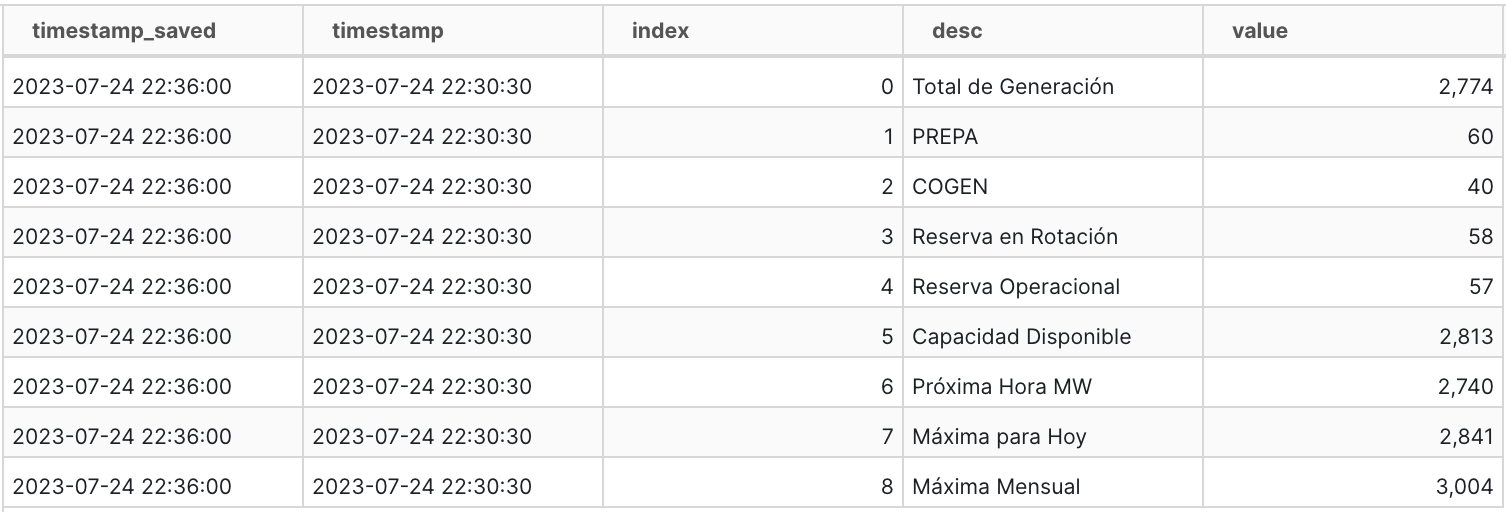 timestamp_saved timestamp index desc value
2023-07-24 22:36:00 2023-07-24 22:30:30 0 Total de Generación 2,774
2023-07-24 22:36:00 2023-07-24 22:30:30 1 PREPA 60
2023-07-24 22:36:00 2023-07-24 22:30:30 2 COGEN 40
2023-07-24 22:36:00 2023-07-24 22:30:30 3 Reserva en Rotación 58
2023-07-24 22:36:00 2023-07-24 22:30:30 4 Reserva Operacional 57
2023-07-24 22:36:00 2023-07-24 22:30:30 5 Capacidad Disponible 2,813
2023-07-24 22:36:00 2023-07-24 22:30:30 6 Próxima Hora MW 2,740
2023-07-24 22:36:00 2023-07-24 22:30:30 7 Máxima para Hoy 2,841
2023-07-24 22:36:00 2023-07-24 22:30:30 8 Máxima Mensual 3,004